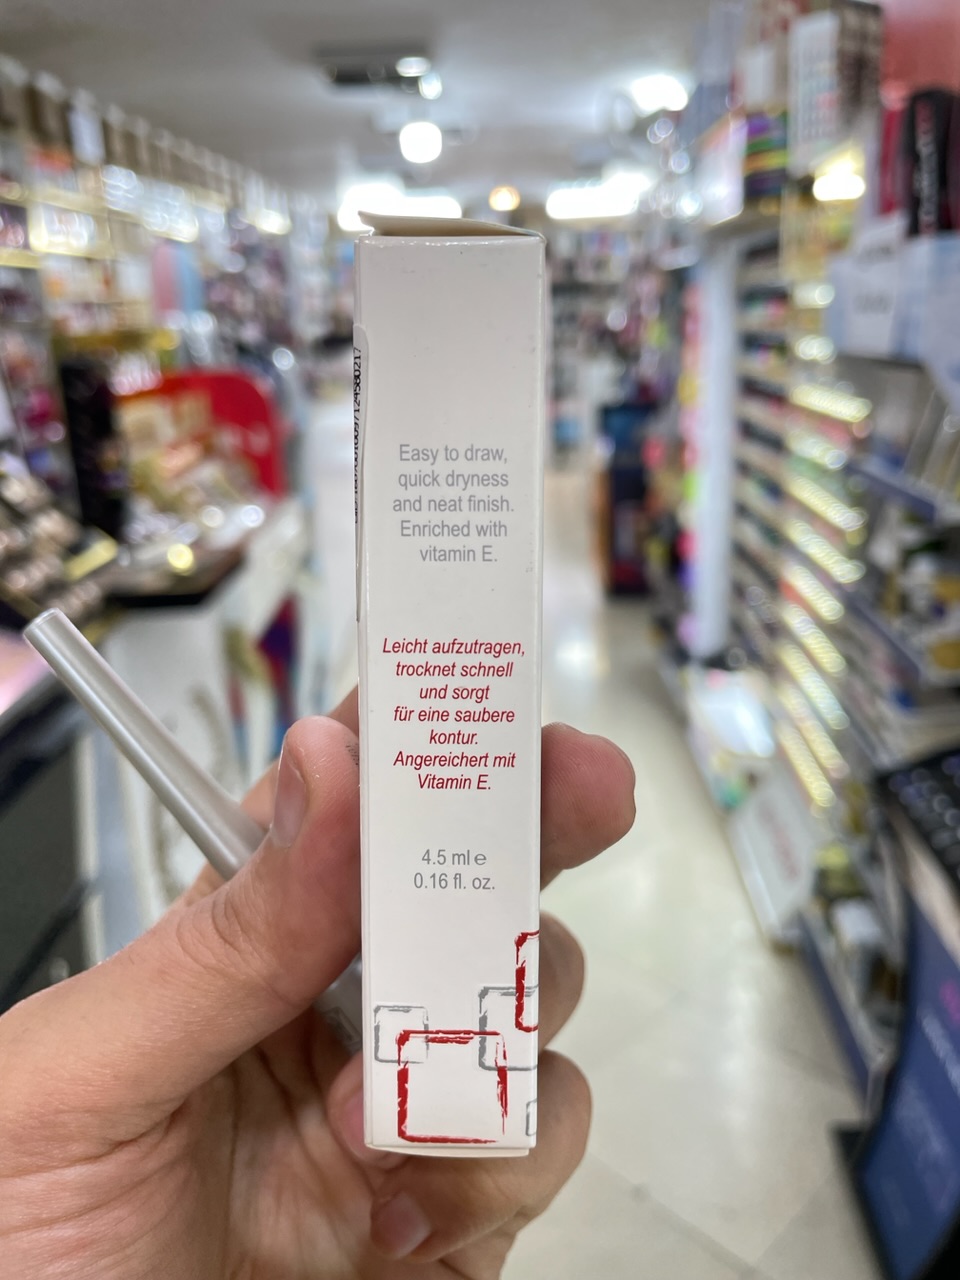 Easy to draw,
quick dryness
and neat finish.
Enriched with
vitamin E.
Leicht aufzutragen,
trocknet schnell
und sorgt
für eine saubere
kontur.
Angereichert mit
Vitamin E.
4.5 ml ℮
0.16 fl. oz.